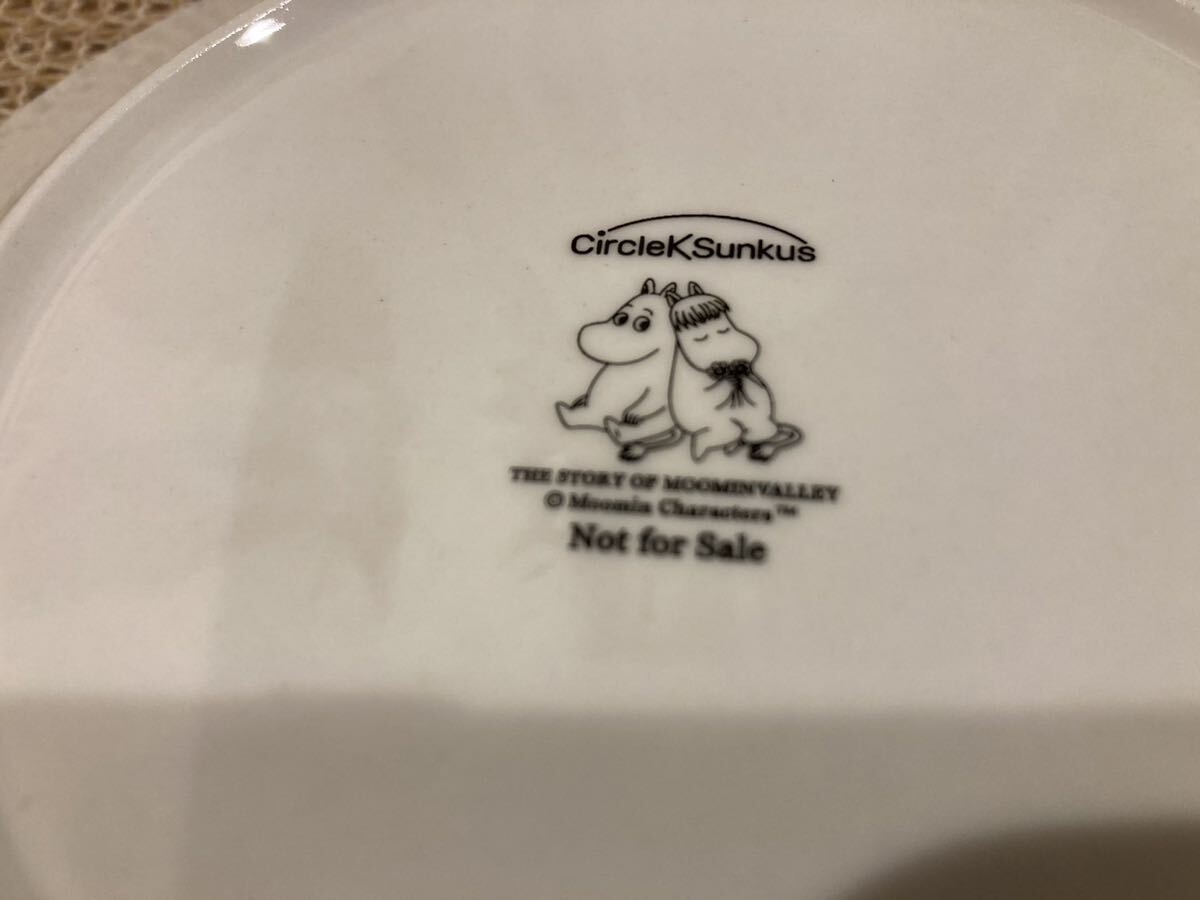 CircleKSunkus
THE STORY OF MOOMINVALLEY
© Moomin Characters™
Not for Sale